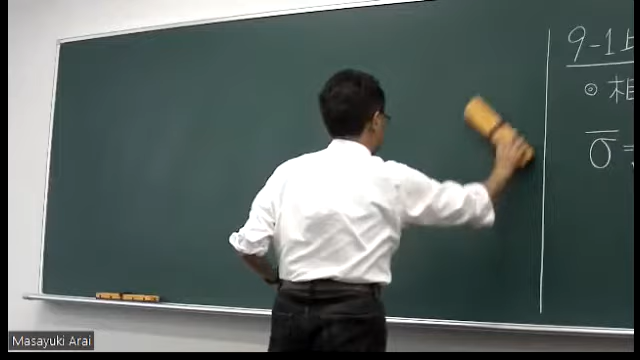 9-1
⊙ 相
σ̄ =
Masayuki Arai